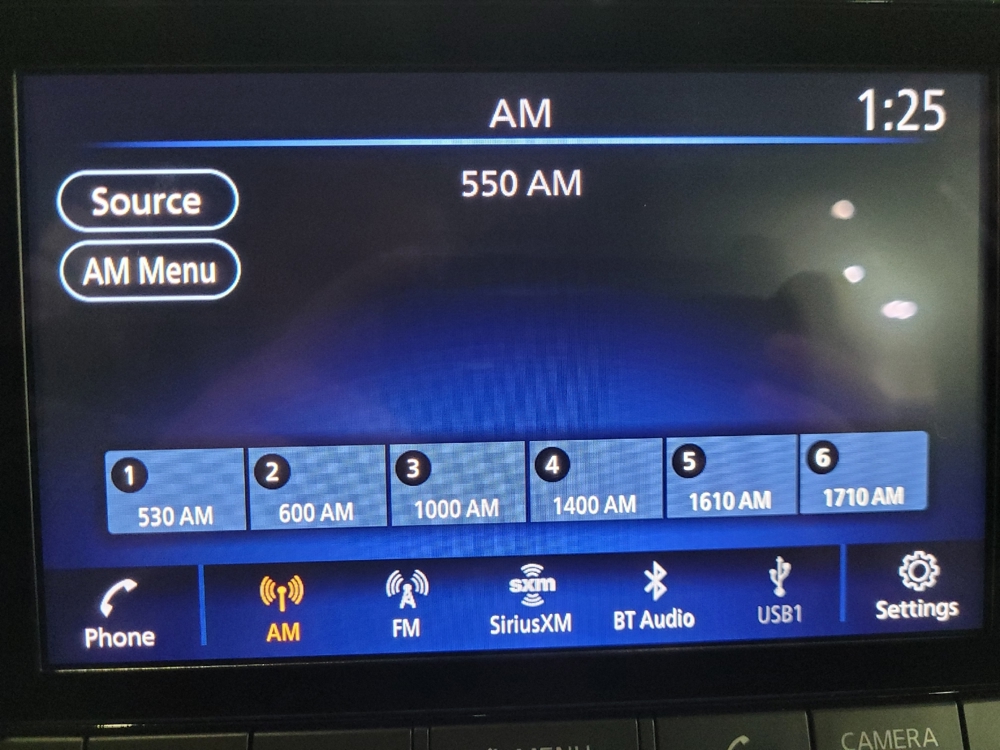 AM
1:25
550 AM
Source
AM Menu
1
2
3
4
5
6
530 AM
600 AM
1000 AM
1400 AM
1610 AM
1710 AM
sxm
Phone
AM
FM
SiriusXM
BT Audio
USB1
Settings
MENU
CAMERA